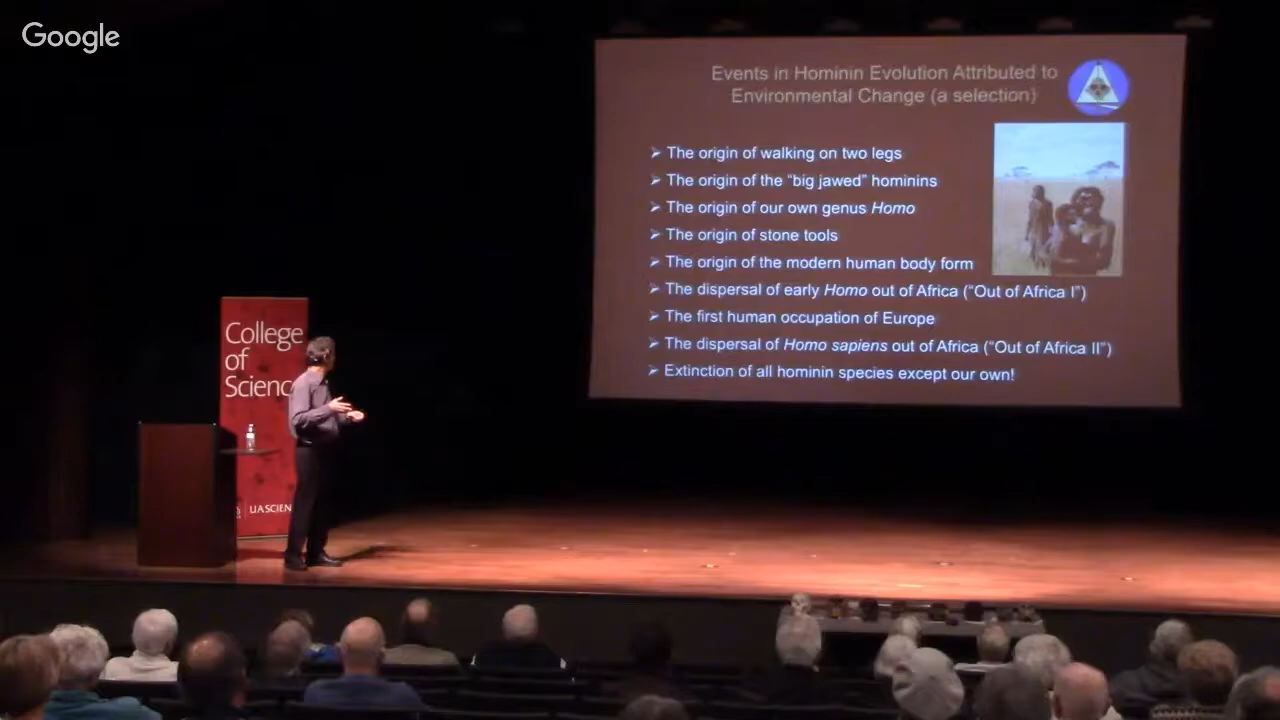 Google
Events in Hominin Evolution Attributed to
Environmental Change (a selection)
➢ The origin of walking on two legs
➢ The origin of the “big jawed” hominins
➢ The origin of our own genus Homo
➢ The origin of stone tools
➢ The origin of the modern human body form
➢ The dispersal of early Homo out of Africa (“Out of Africa I”)
➢ The first human occupation of Europe
➢ The dispersal of Homo sapiens out of Africa (“Out of Africa II”)
➢ Extinction of all hominin species except our own!
College
of
Scienc
UASCIEN